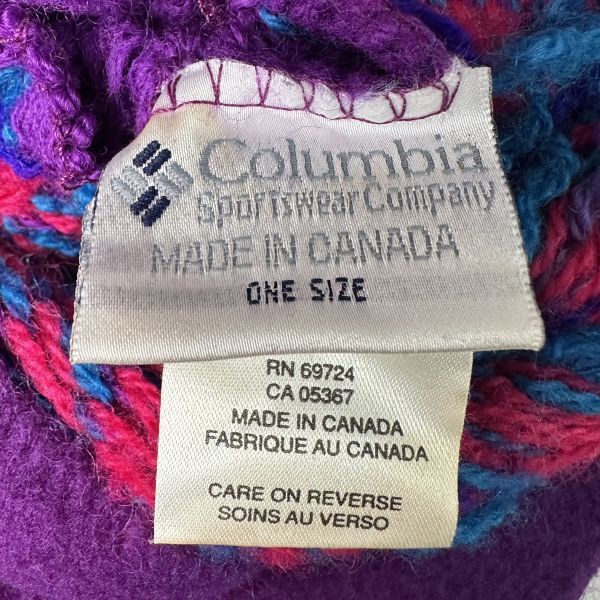 Columbia
Sportswear Company
MADE IN CANADA
ONE SIZE
RN 69724
CA 05367
MADE IN CANADA
FABRIQUE AU CANADA
CARE ON REVERSE
SOINS AU VERSO